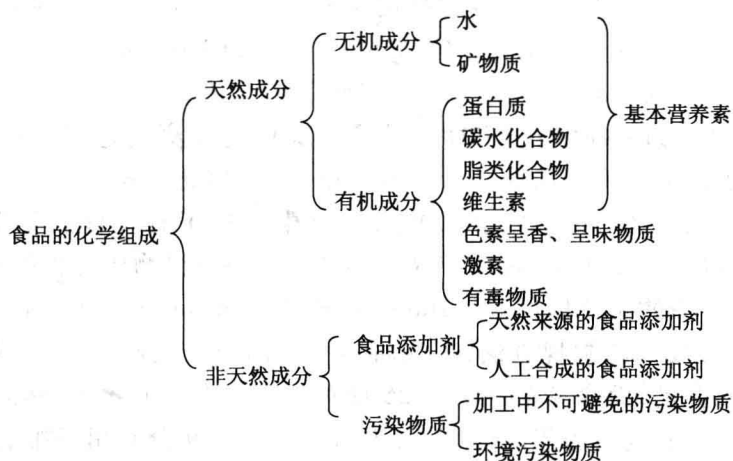 水
无机成分
矿物质
天然成分
蛋白质
基本营养素
碳水化合物
脂类化合物
有机成分
维生素
色素呈香、呈味物质
食品的化学组成
激素
有毒物质
天然来源的食品添加剂
食品添加剂
人工合成的食品添加剂
非天然成分
加工中不可避免的污染物质
污染物质
环境污染物质